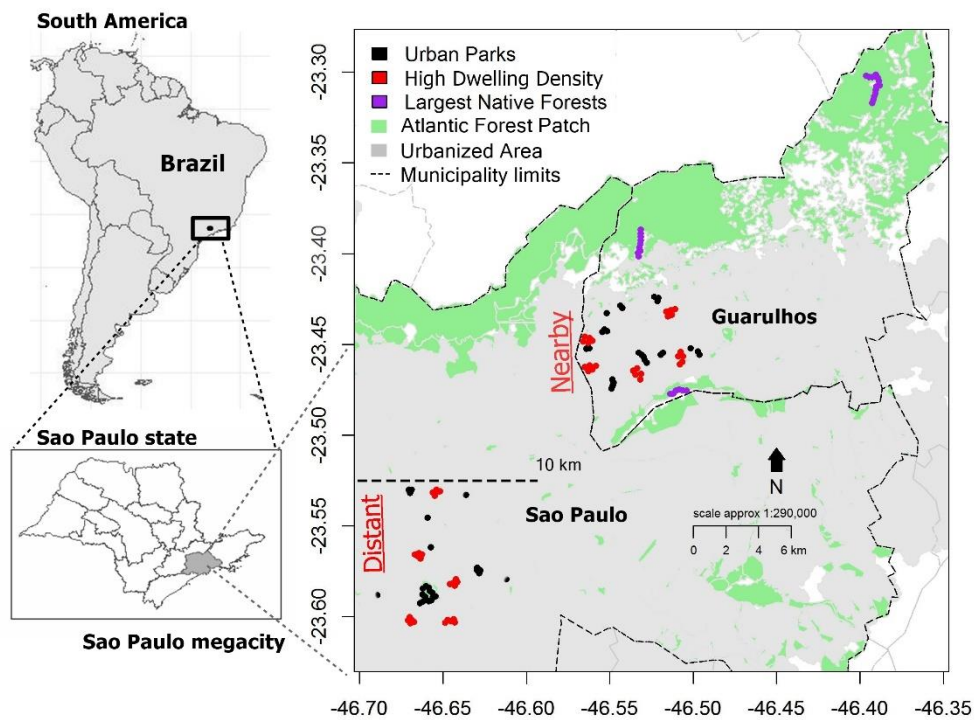 South America
Brazil
Sao Paulo state
Sao Paulo megacity
Urban Parks
High Dwelling Density
Largest Native Forests
Atlantic Forest Patch
Urbanized Area
Municipality limits
-23.30
-23.35
-23.40
-23.45
-23.50
-23.55
-23.60
Guarulhos
Nearby
10 km
Distant
Sao Paulo
N
scale approx 1:290,000
0 2 4 6 km
-46.70 -46.65 -46.60 -46.55 -46.50 -46.45 -46.40 -46.35